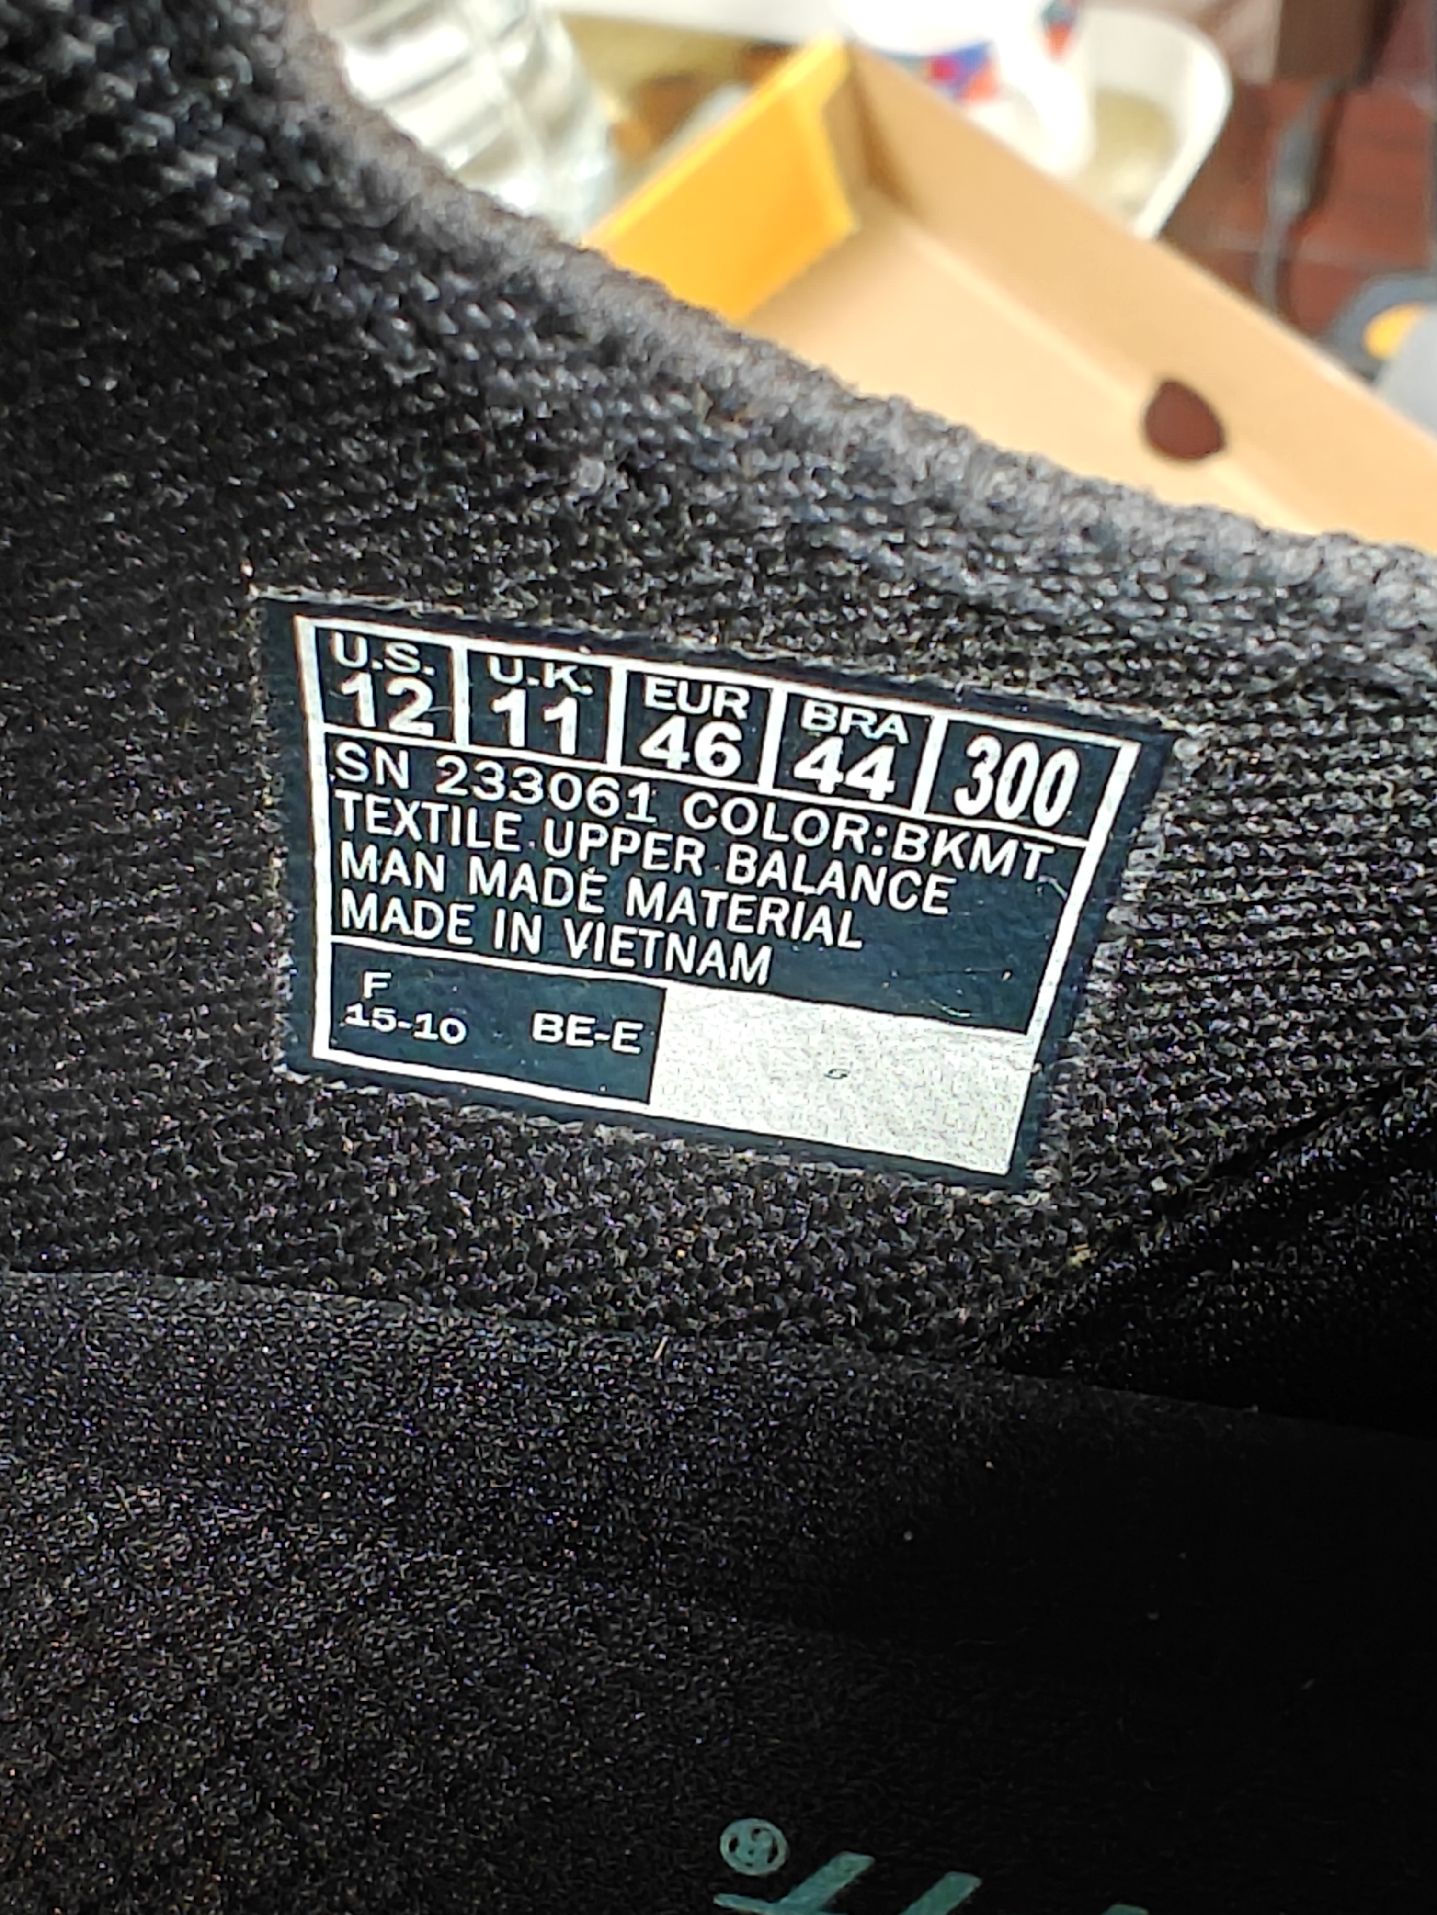 U.S. U.K. EUR BRA 300
12 11 46 44
SN 233061 COLOR:BKMT
TEXTILE UPPER BALANCE
MAN MADE MATERIAL
MADE IN VIETNAM
F
15-10 BE-E